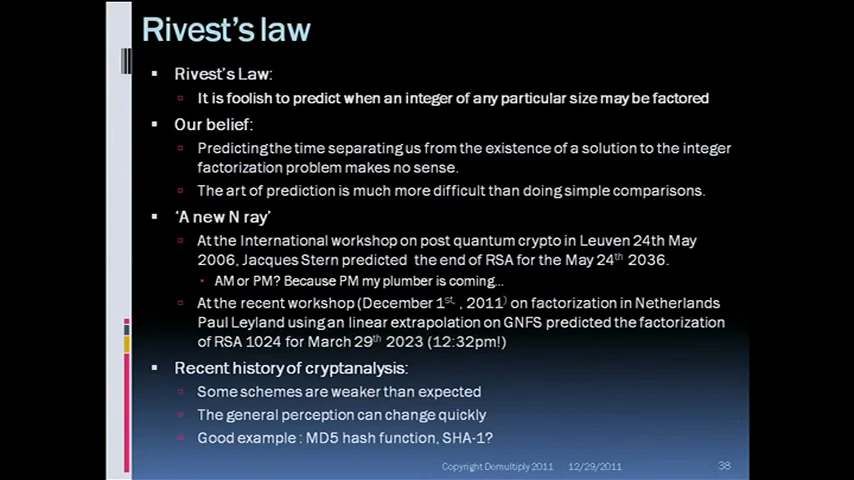 Rivest's law
Rivest's Law:
It is foolish to predict when an integer of any particular size may be factored
Our belief:
Predicting the time separating us from the existence of a solution to the integer
factorization problem makes no sense.
The art of prediction is much more difficult than doing simple comparisons.
'A new N ray'
At the International workshop on post quantum crypto in Leuven 24th May
2006, Jacques Stern predicted the end of RSA for the May 24th 2036.
AM or PM? Because PM my plumber is coming...
At the recent workshop (December 1st, , 2011) on factorization in Netherlands
Paul Leyland using an linear extrapolation on GNFS predicted the factorization
of RSA 1024 for March 29th 2023 (12:32pm!)
Recent history of cryptanalysis:
Some schemes are weaker than expected
The general perception can change quickly
Good example : MD5 hash function, SHA-1?
Copyright Domultiply 2011 12/29/2011 38